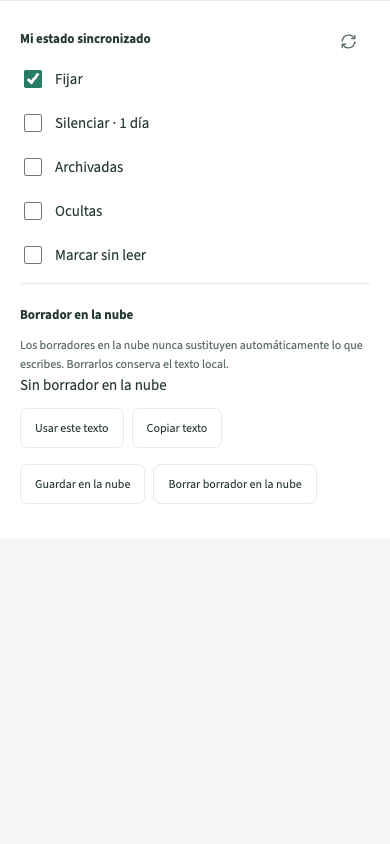 Mi estado sincronizado
Fijar
Silenciar · 1 día
Archivadas
Ocultas
Marcar sin leer
Borrador en la nube
Los borradores en la nube nunca sustituyen automáticamente lo que
escribes. Borrarlos conserva el texto local.
Sin borrador en la nube
Usar este texto
Copiar texto
Guardar en la nube
Borrar borrador en la nube